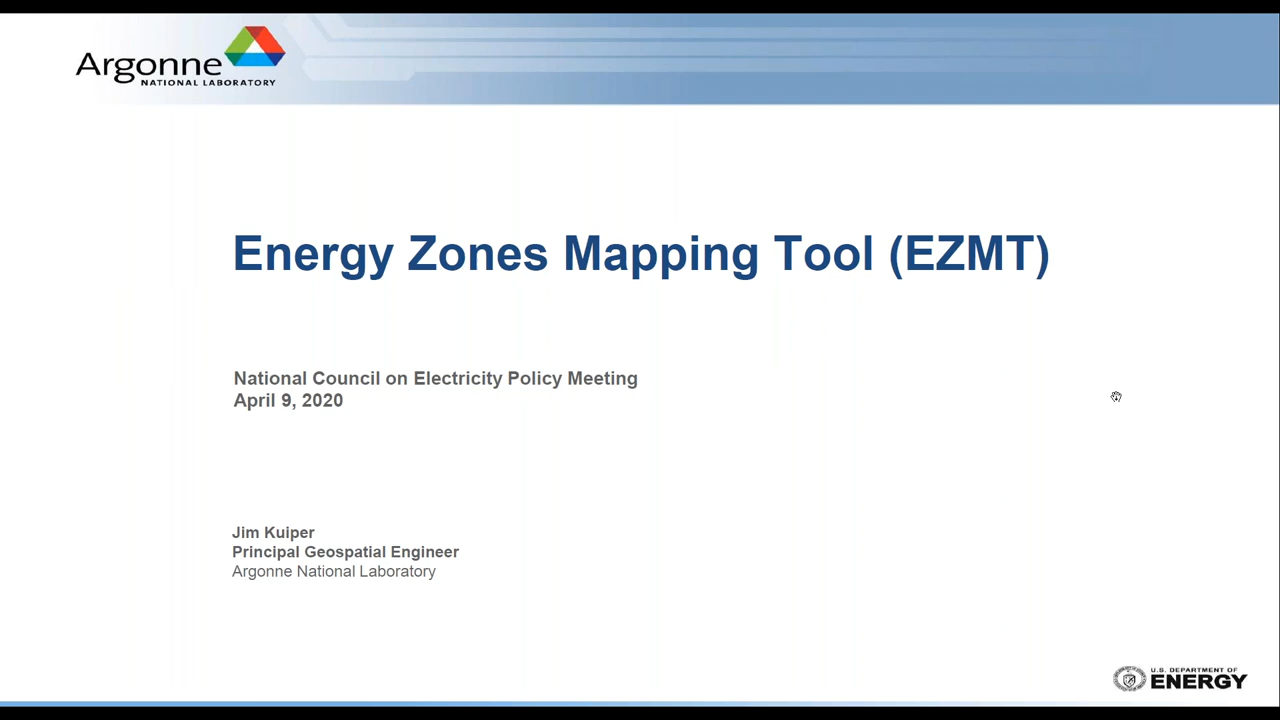 Argonne
NATIONAL LABORATORY
Energy Zones Mapping Tool (EZMT)
National Council on Electricity Policy Meeting
April 9, 2020
Jim Kuiper
Principal Geospatial Engineer
Argonne National Laboratory
U.S. DEPARTMENT OF
ENERGY